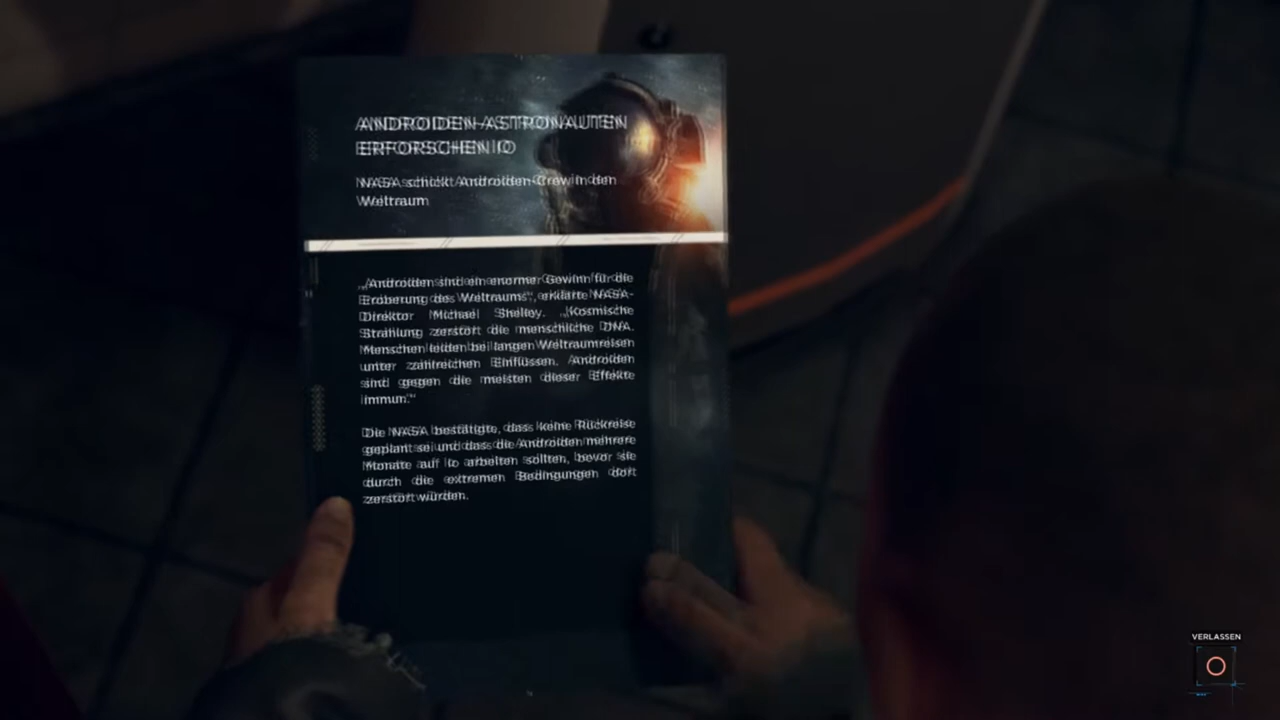 ANDROIDEN-ASTRONAUTEN
ERFORSCHEN IO
NASA schickt Androiden-Crew in den
Weltraum
„Androiden sind ein enormer Gewinn für die
Eroberung des Weltraums“, erklärte NASA-
Direktor Michael Shelley. „Kosmische
Strahlung zerstört die menschliche DNA.
Menschen leiden bei langen Weltraumreisen
unter zahlreichen Einflüssen. Androiden
sind gegen die meisten dieser Effekte
immun.“
Die NASA bestätigte, dass keine Rückreise
geplant sei und dass die Androiden mehrere
Monate auf Io arbeiten sollten, bevor sie
durch die extremen Bedingungen dort
zerstört würden.
VERLASSEN